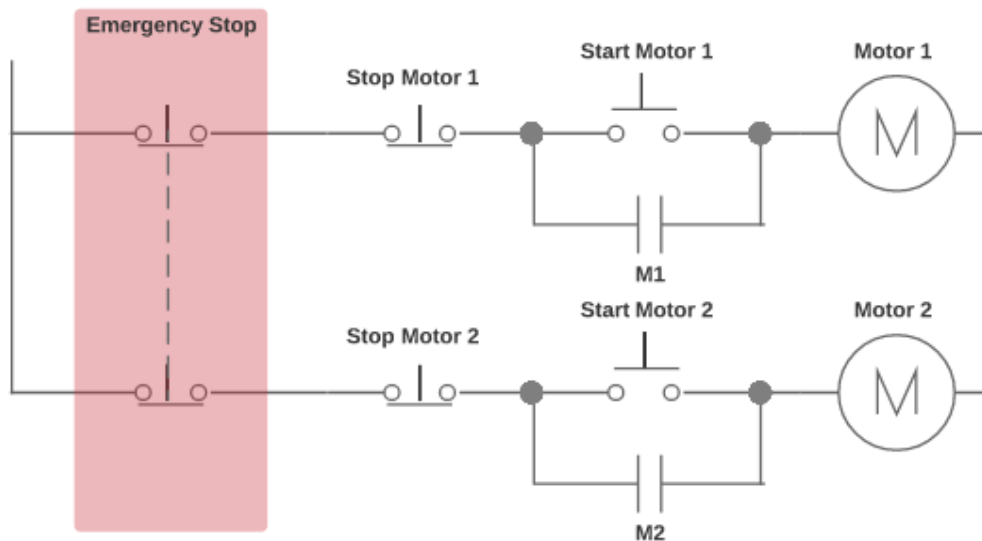 Emergency Stop
Stop Motor 1
Start Motor 1
Motor 1
M
M1
Stop Motor 2
Start Motor 2
Motor 2
M
M2